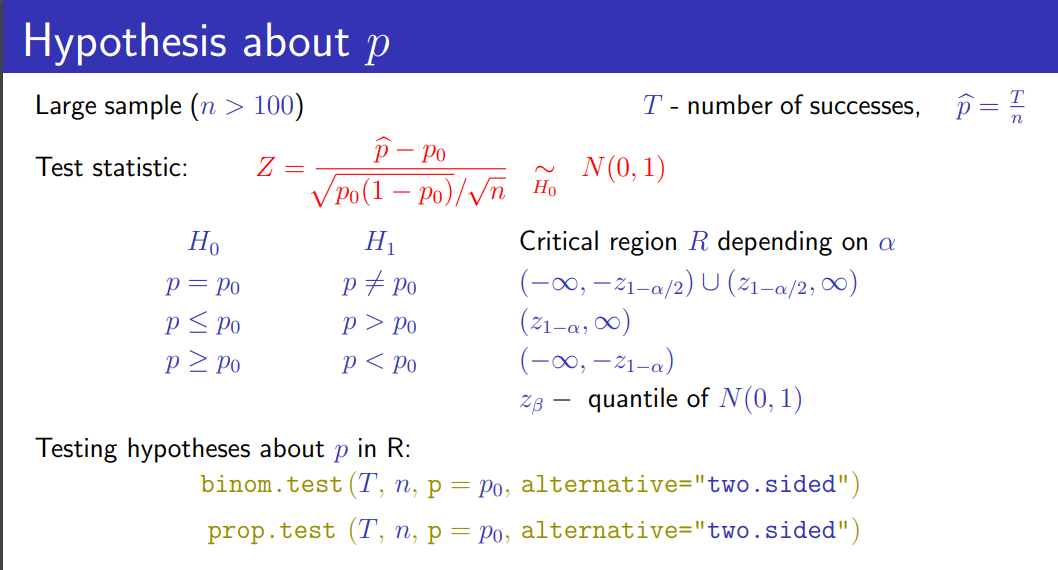 Hypothesis about p
Large sample (n > 100) T - number of successes, p̂ = T/n
Test statistic: Z = (p̂ − p₀) / (√(p₀(1 − p₀))/√n) ∼_{H₀} N(0, 1)
H₀ H₁ Critical region R depending on α
p = p₀ p ≠ p₀ (−∞, −z_{1−α/2}) ∪ (z_{1−α/2}, ∞)
p ≤ p₀ p > p₀ (z_{1−α}, ∞)
p ≥ p₀ p < p₀ (−∞, −z_{1−α})
z_β − quantile of N(0, 1)
Testing hypotheses about p in R:
binom.test(T, n, p = p₀, alternative="two.sided")
prop.test (T, n, p = p₀, alternative="two.sided")